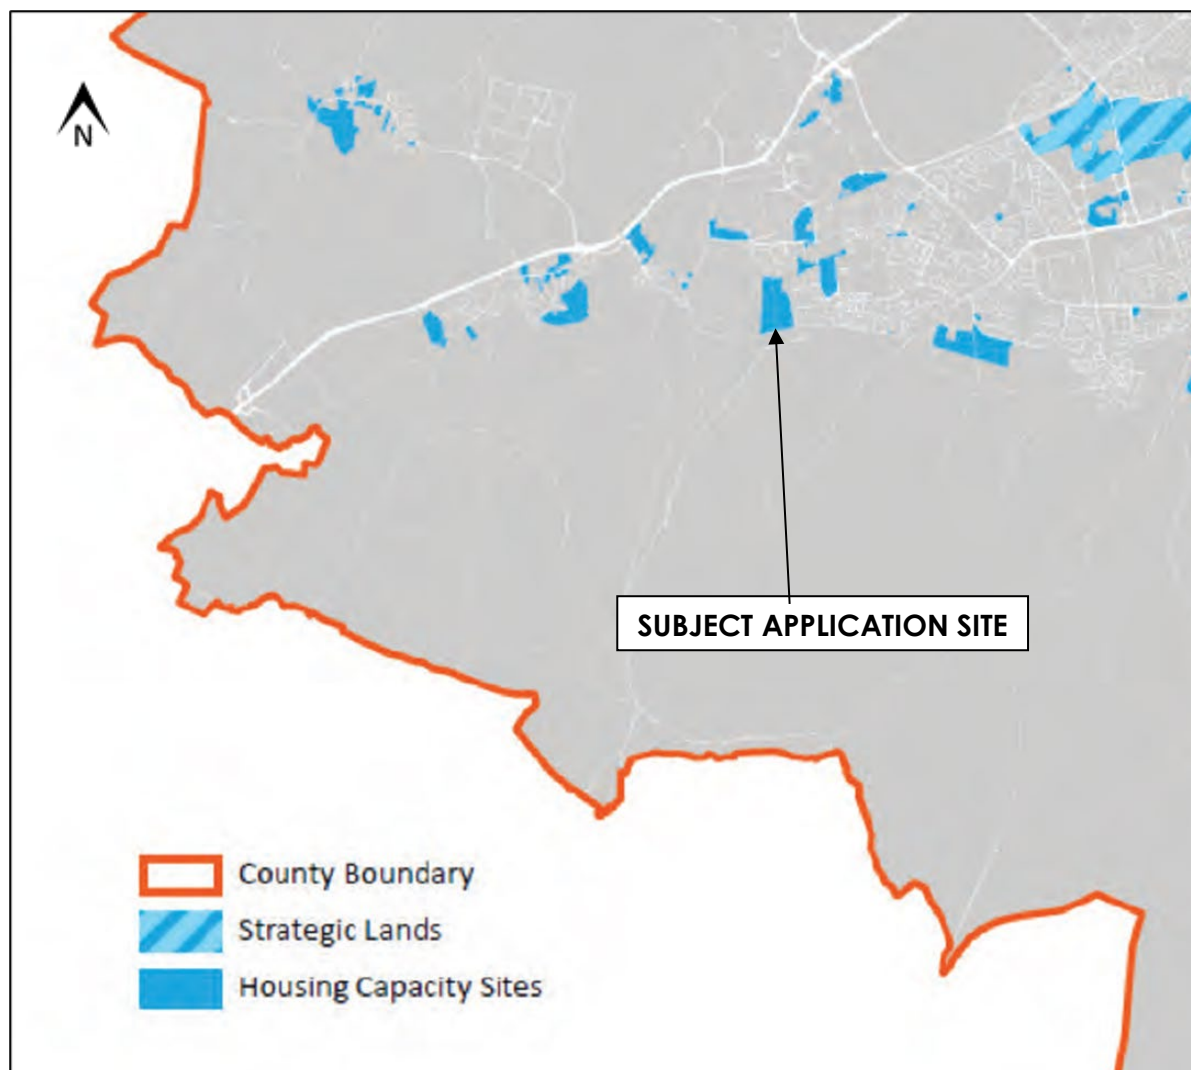 N
SUBJECT APPLICATION SITE
County Boundary
Strategic Lands
Housing Capacity Sites